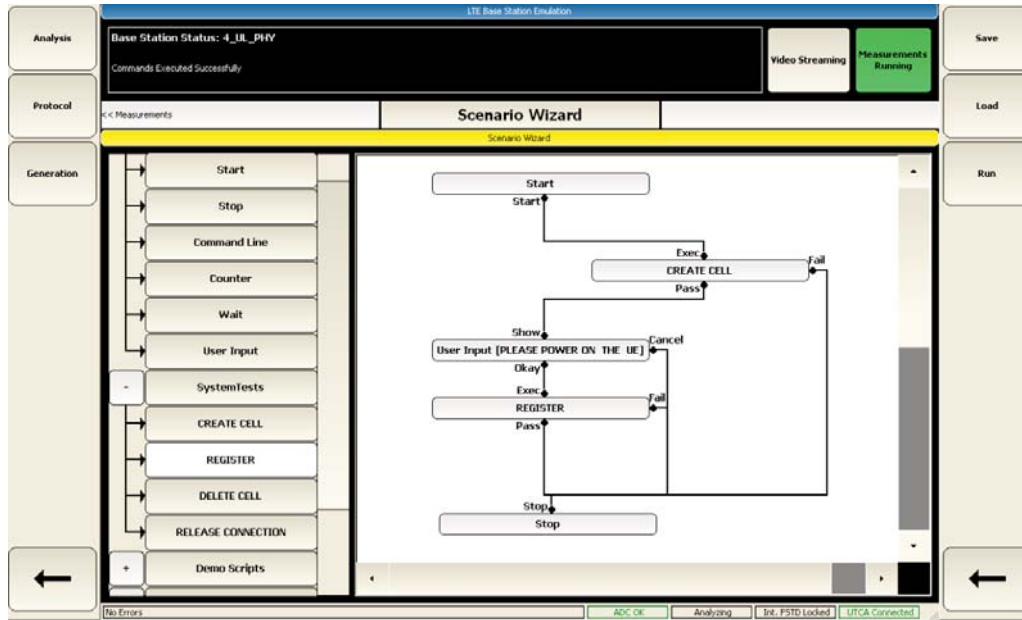 LTE Base Station Emulation
Analysis
Protocol
Generation
Base Station Status: 4_UL_PHY
Commands Executed Successfully
Video Streaming
Measurements
Running
Save
Load
Run
<< Measurements
Scenario Wizard
Scenario Wizard
Start
Stop
Command Line
Counter
Wait
User Input
-
SystemTests
CREATE CELL
REGISTER
DELETE CELL
RELEASE CONNECTION
+
Demo Scripts
Start
Start
Exec
Fail
CREATE CELL
Pass
Show
Cancel
User Input [PLEASE POWER ON THE UE]
Okay
Exec
Fail
REGISTER
Pass
Stop
Stop
No Errors
ADC OK
Analyzing
Int. FSTD Locked
UTCA Connected